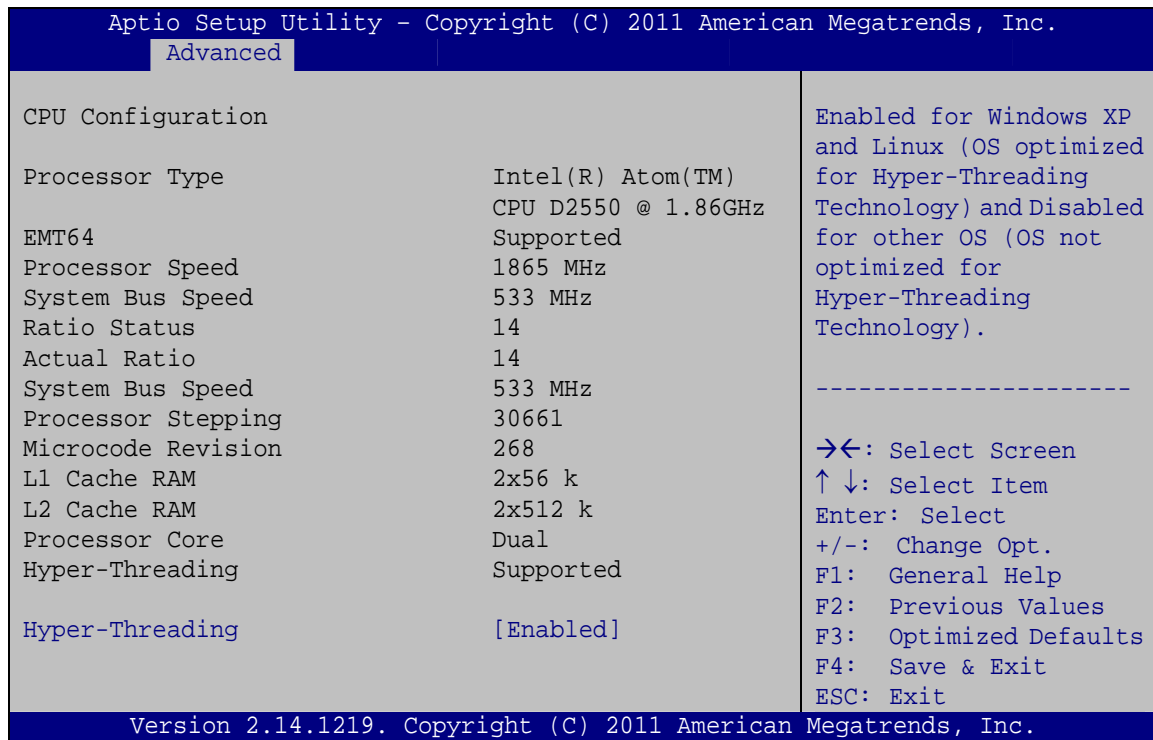 Aptio Setup Utility – Copyright (C) 2011 American Megatrends, Inc.
Advanced
CPU Configuration
Processor Type Intel(R) Atom(TM)
CPU D2550 @ 1.86GHz
EMT64 Supported
Processor Speed 1865 MHz
System Bus Speed 533 MHz
Ratio Status 14
Actual Ratio 14
System Bus Speed 533 MHz
Processor Stepping 30661
Microcode Revision 268
L1 Cache RAM 2x56 k
L2 Cache RAM 2x512 k
Processor Core Dual
Hyper-Threading Supported
Hyper-Threading [Enabled]
Enabled for Windows XP
and Linux (OS optimized
for Hyper-Threading
Technology) and Disabled
for other OS (OS not
optimized for
Hyper-Threading
Technology).
----------------------
→←: Select Screen
↑ ↓: Select Item
Enter: Select
+/-: Change Opt.
F1: General Help
F2: Previous Values
F3: Optimized Defaults
F4: Save & Exit
ESC: Exit
Version 2.14.1219. Copyright (C) 2011 American Megatrends, Inc.